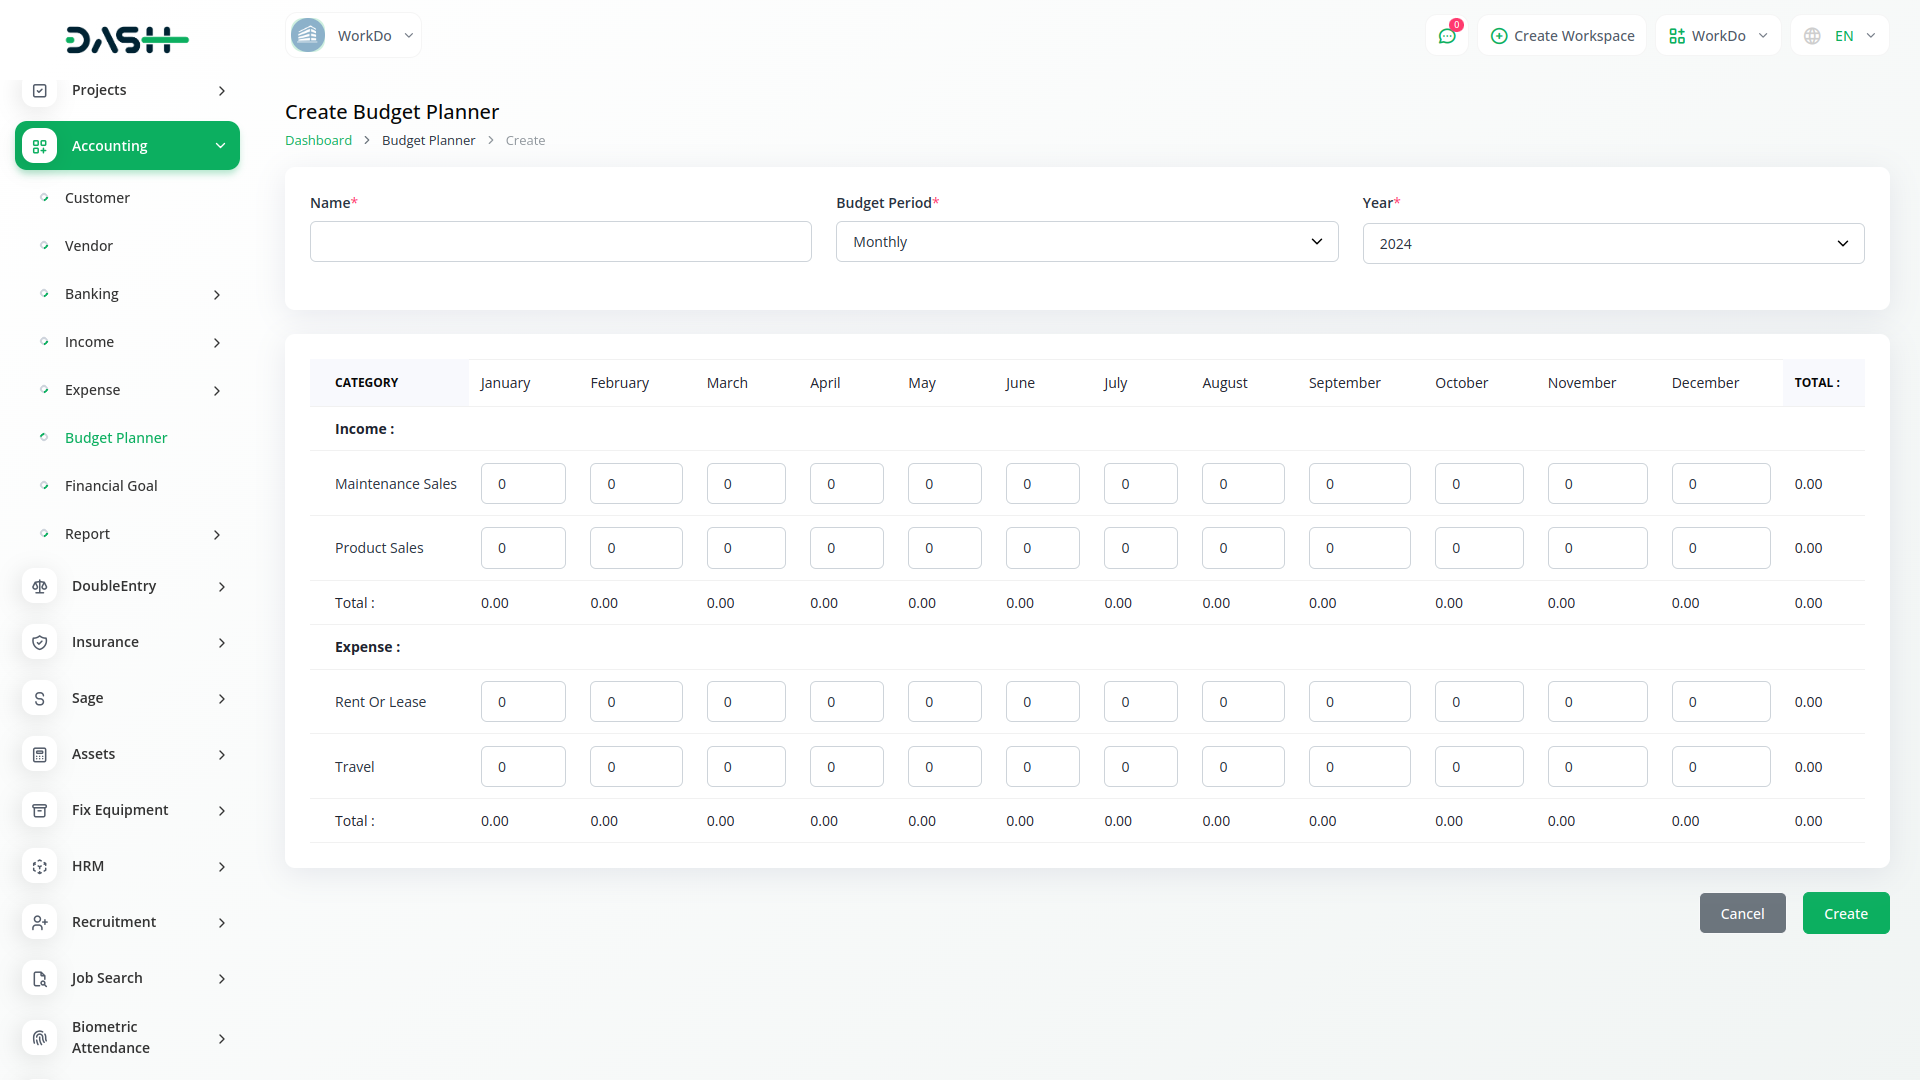 DASH
WorkDo
0
Create Workspace
WorkDo
EN
Projects
Accounting
Customer
Vendor
Banking
Income
Expense
Budget Planner
Financial Goal
Report
DoubleEntry
Insurance
S
Sage
Assets
Fix Equipment
HRM
Recruitment
Job Search
Biometric
Attendance
Create Budget Planner
Dashboard > Budget Planner > Create
Name* Budget Period* Year*
Monthly 2024
CATEGORY January February March April May June July August September October November December TOTAL :
Income :
Maintenance Sales 0 0 0 0 0 0 0 0 0 0 0 0 0.00
Product Sales 0 0 0 0 0 0 0 0 0 0 0 0 0.00
Total : 0.00 0.00 0.00 0.00 0.00 0.00 0.00 0.00 0.00 0.00 0.00 0.00 0.00
Expense :
Rent Or Lease 0 0 0 0 0 0 0 0 0 0 0 0 0.00
Travel 0 0 0 0 0 0 0 0 0 0 0 0 0.00
Total : 0.00 0.00 0.00 0.00 0.00 0.00 0.00 0.00 0.00 0.00 0.00 0.00 0.00
Cancel Create